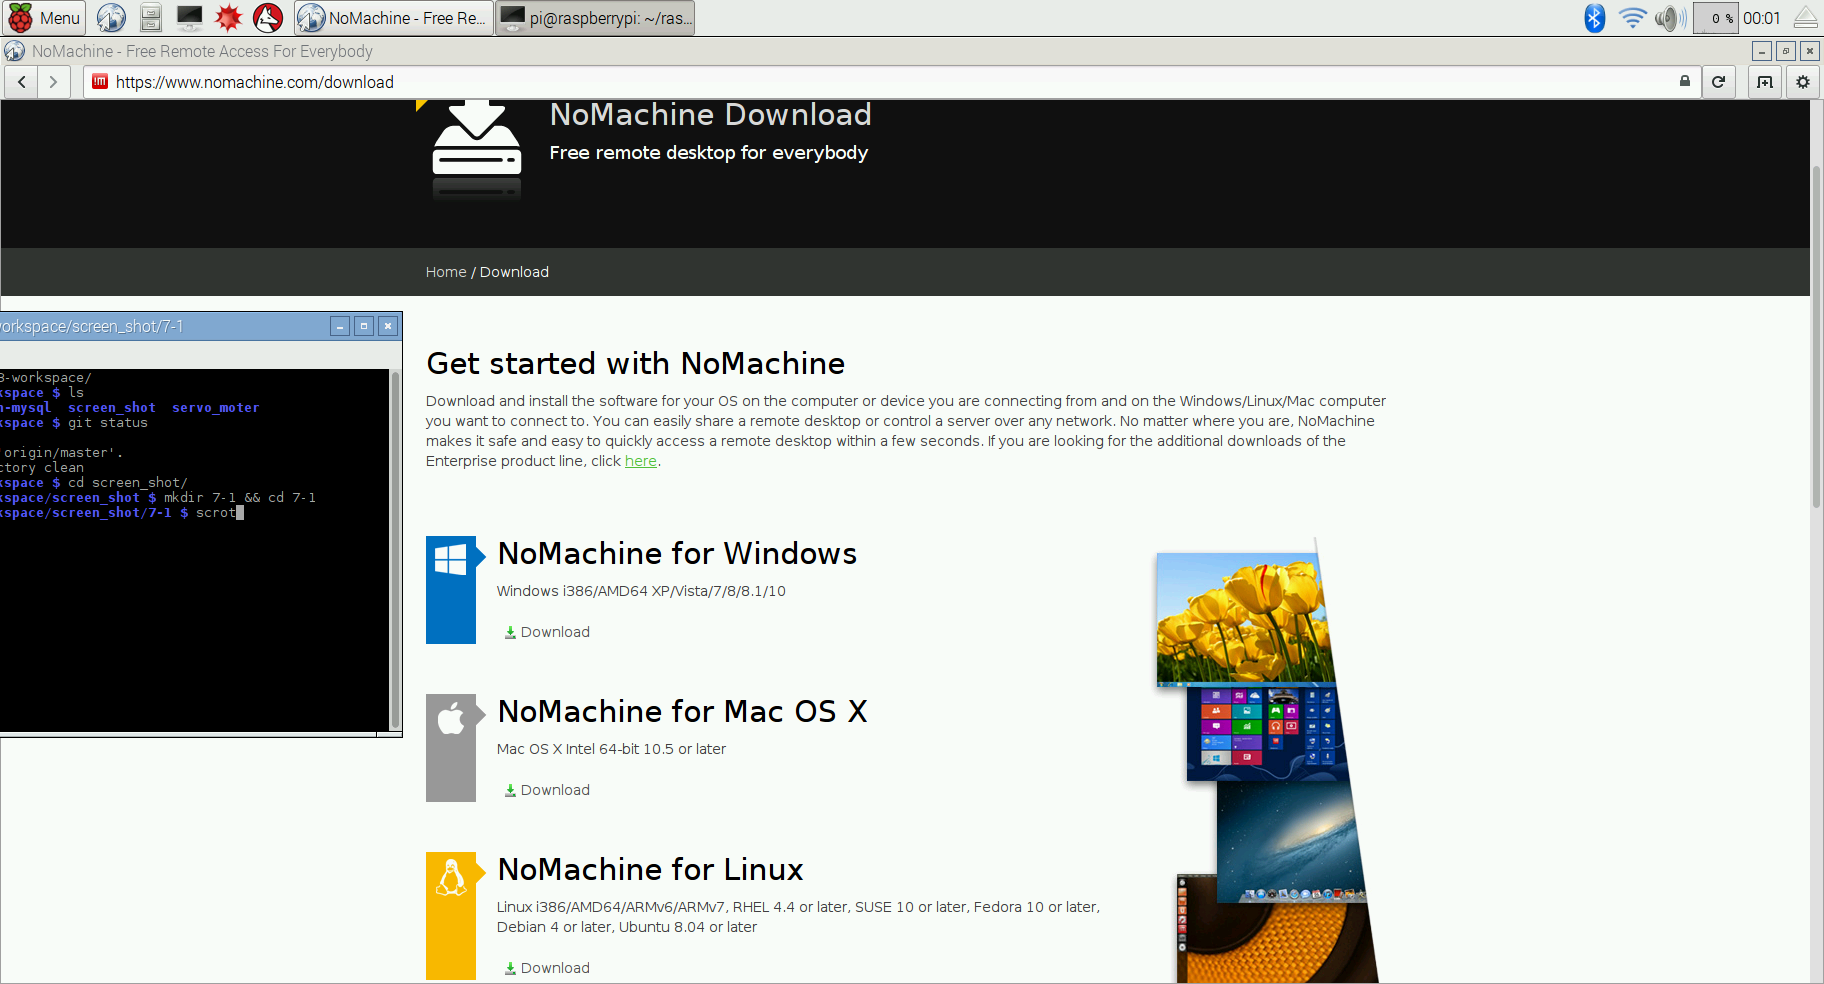 Menu
NoMachine - Free Re...
pi@raspberrypi: ~/ras...
0 %
00:01
NoMachine - Free Remote Access For Everybody
!M
https://www.nomachine.com/download
NoMachine Download
Free remote desktop for everybody
Home / Download
orkspace/screen_shot/7-1
-workspace/
kspace $ ls
n-mysql screen_shot servo_moter
kspace $ git status
'origin/master'.
ctory clean
kspace $ cd screen_shot/
kspace/screen_shot $ mkdir 7-1 && cd 7-1
kspace/screen_shot/7-1 $ scrot
Get started with NoMachine
Download and install the software for your OS on the computer or device you are connecting from and on the Windows/Linux/Mac computer
you want to connect to. You can easily share a remote desktop or control a server over any network. No matter where you are, NoMachine
makes it safe and easy to quickly access a remote desktop within a few seconds. If you are looking for the additional downloads of the
Enterprise product line, click here.
NoMachine for Windows
Windows i386/AMD64 XP/Vista/7/8/8.1/10
Download
NoMachine for Mac OS X
Mac OS X Intel 64-bit 10.5 or later
Download
NoMachine for Linux
Linux i386/AMD64/ARMv6/ARMv7, RHEL 4.4 or later, SUSE 10 or later, Fedora 10 or later,
Debian 4 or later, Ubuntu 8.04 or later
Download